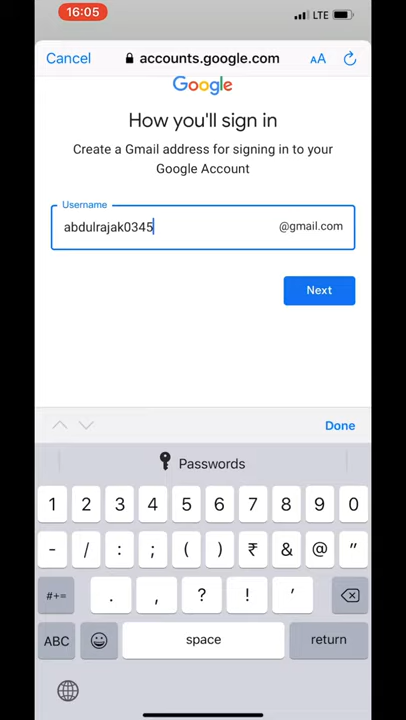 16:05
LTE
Cancel
accounts.google.com
AA
Google
How you'll sign in
Create a Gmail address for signing in to your
Google Account
Username
abdulrajak0345
@gmail.com
Next
Done
Passwords
1 2 3 4 5 6 7 8 9 0
- / : ; ( ) ₹ & @ "
#+= . , ? ! '
ABC space return